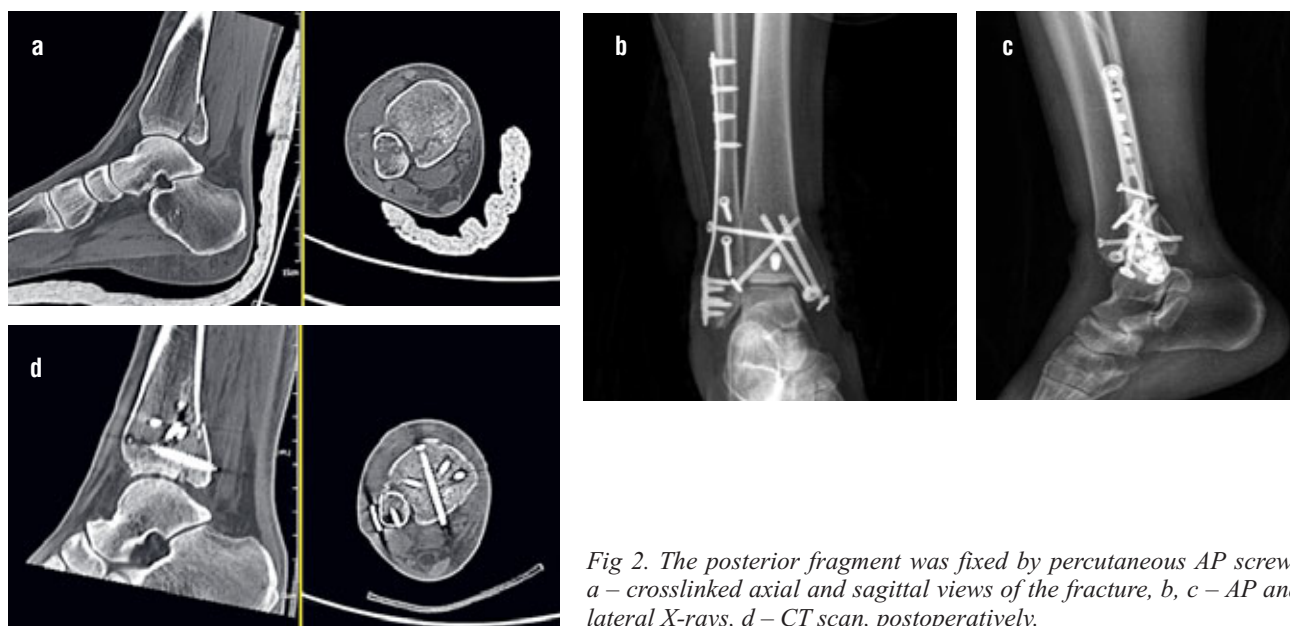 a
b
c
d
Fig 2. The posterior fragment was fixed by percutaneous AP screw
a – crosslinked axial and sagittal views of the fracture, b, c – AP and
lateral X-rays, d – CT scan, postoperatively.